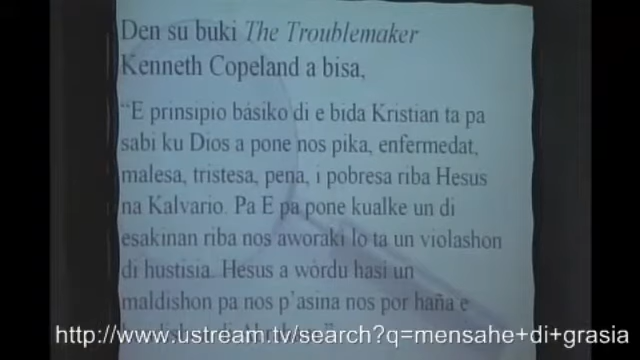 Den su buki The Troublemaker
Kenneth Copeland a bisa,
“E prinsipio básiko di e bida Kristian ta pa
sabi ku Dios a pone nos pika, enfermedat,
malesa, tristesa, pena, i pobresa riba Hesus
na Kalvario. Pa E pa pone kualke un di
esakinan riba nos aworaki lo ta un violashon
di hustisia. Hesus a wòrdu hasi un
maldishon pa nos p’asina nos por haña e
http://www.ustream.tv/search?q=mensahe+di+grasia